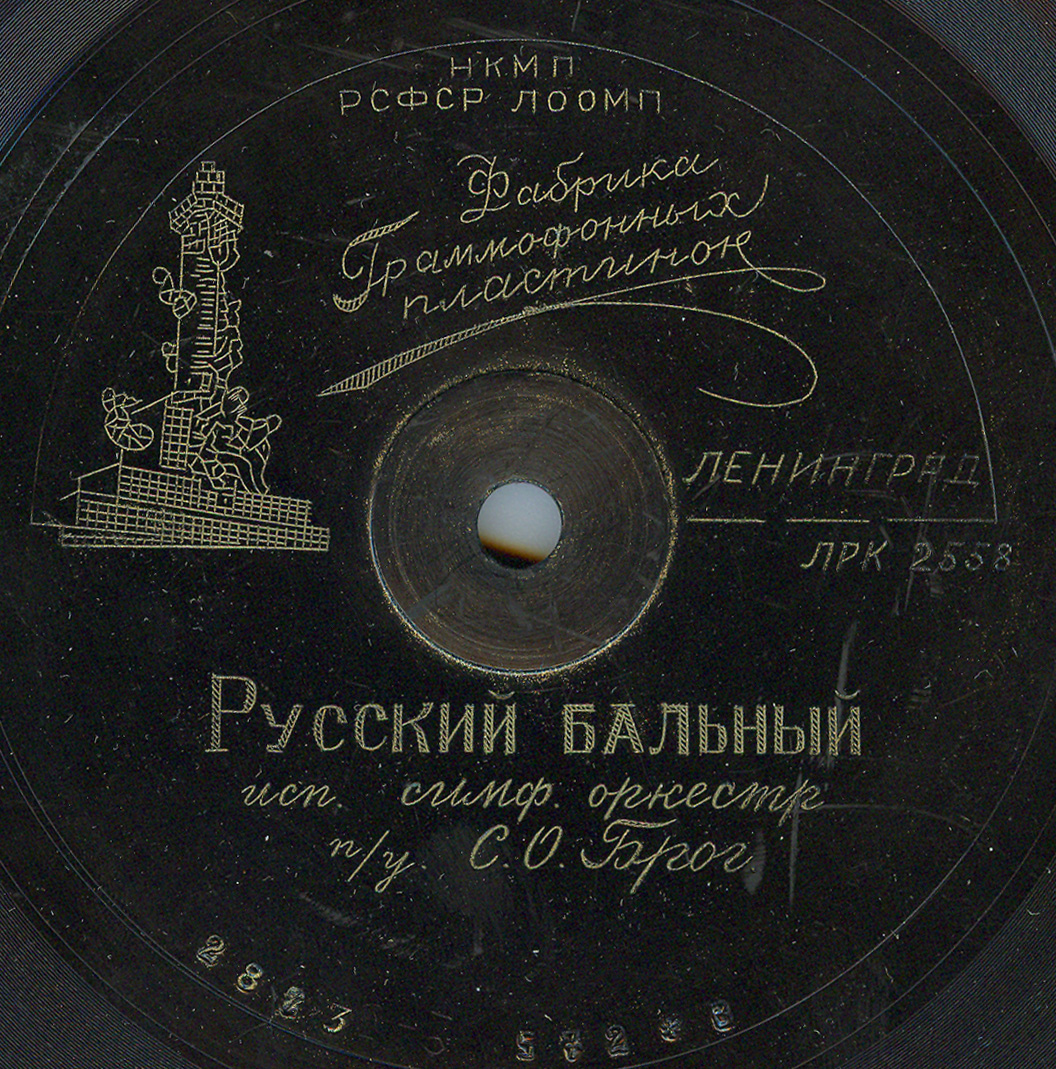 НКМП
РСФСР ЛООМП
Фабрика
Граммофонных
пластинок
ЛЕНИНГРАД
ЛРК 2558
Русский бальный
исп. симф. оркестр
п/у. С. О. Брог